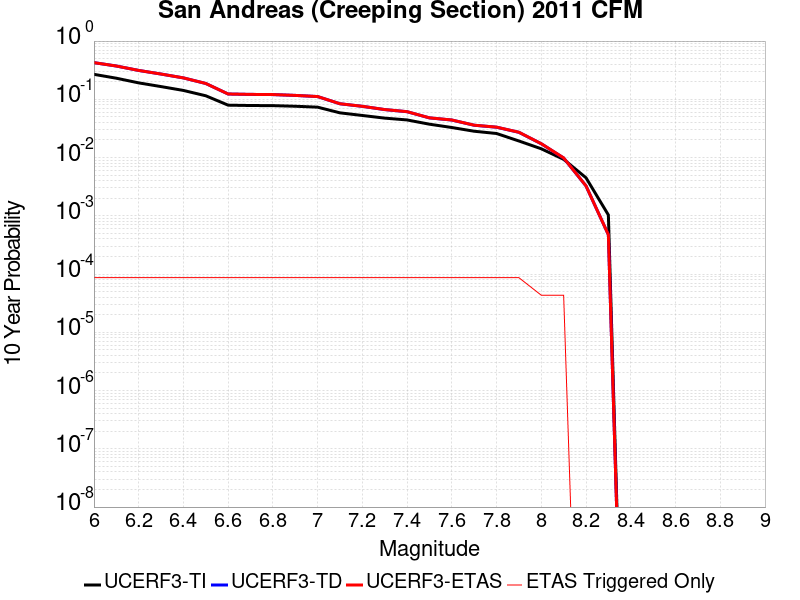 San Andreas (Creeping Section) 2011 CFM
10^0
10^-1
10^-2
10^-3
10^-4
10^-5
10^-6
10^-7
10^-8
10 Year Probability
6 6.2 6.4 6.6 6.8 7 7.2 7.4 7.6 7.8 8 8.2 8.4 8.6 8.8 9
Magnitude
UCERF3-TI UCERF3-TD UCERF3-ETAS ETAS Triggered Only